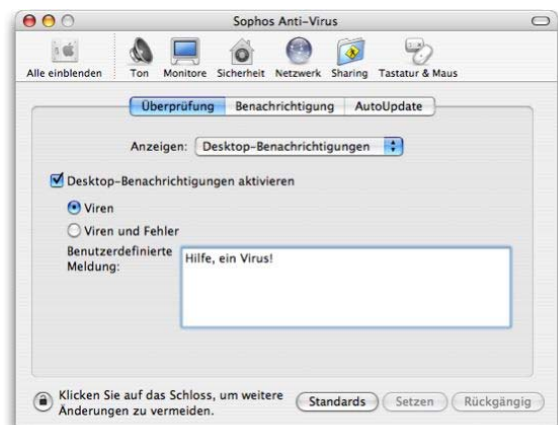 Sophos Anti-Virus
Alle einblenden Ton Monitore Sicherheit Netzwerk Sharing Tastatur & Maus
Überprüfung Benachrichtigung AutoUpdate
Anzeigen: Desktop-Benachrichtigungen
Desktop-Benachrichtigungen aktivieren
Viren
Viren und Fehler
Benutzerdefinierte
Meldung:
Hilfe, ein Virus!
Klicken Sie auf das Schloss, um weitere
Änderungen zu vermeiden.
Standards Setzen Rückgängig